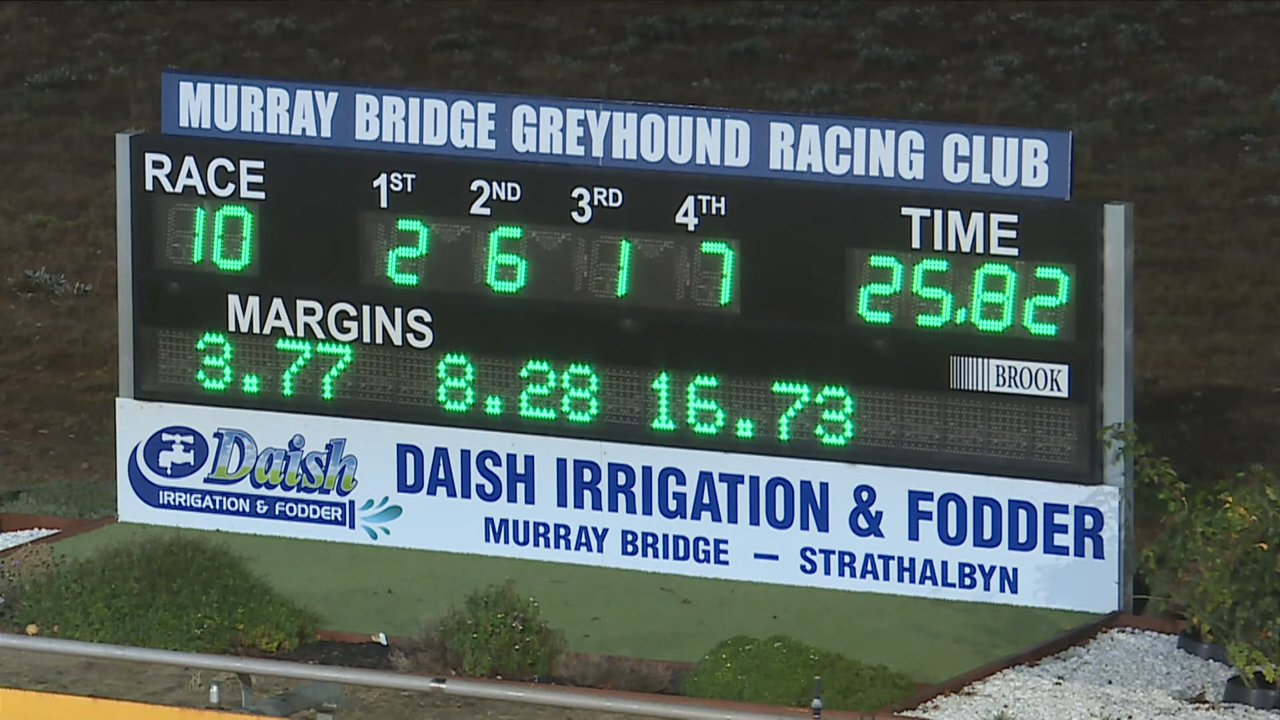 MURRAY BRIDGE GREYHOUND RACING CLUB
RACE 1ST 2ND 3RD 4TH TIME
10 2 6 1 7 25.82
MARGINS
3.77 8.28 16.73
BROOK
Daish
IRRIGATION & FODDER
DAISH IRRIGATION & FODDER
MURRAY BRIDGE — STRATHALBYN